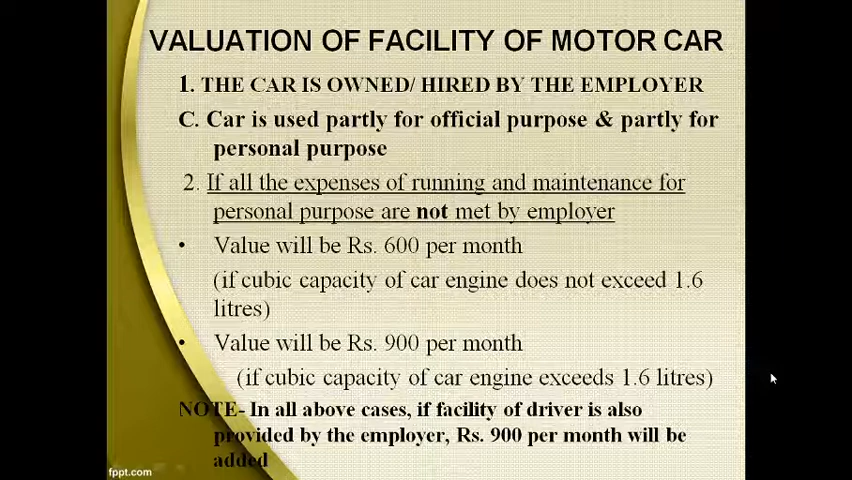 VALUATION OF FACILITY OF MOTOR CAR
1. THE CAR IS OWNED/ HIRED BY THE EMPLOYER
C. Car is used partly for official purpose & partly for
personal purpose
2. If all the expenses of running and maintenance for
personal purpose are not met by employer
• Value will be Rs. 600 per month
(if cubic capacity of car engine does not exceed 1.6
litres)
• Value will be Rs. 900 per month
(if cubic capacity of car engine exceeds 1.6 litres)
NOTE- In all above cases, if facility of driver is also
provided by the employer, Rs. 900 per month will be
added
fppt.com